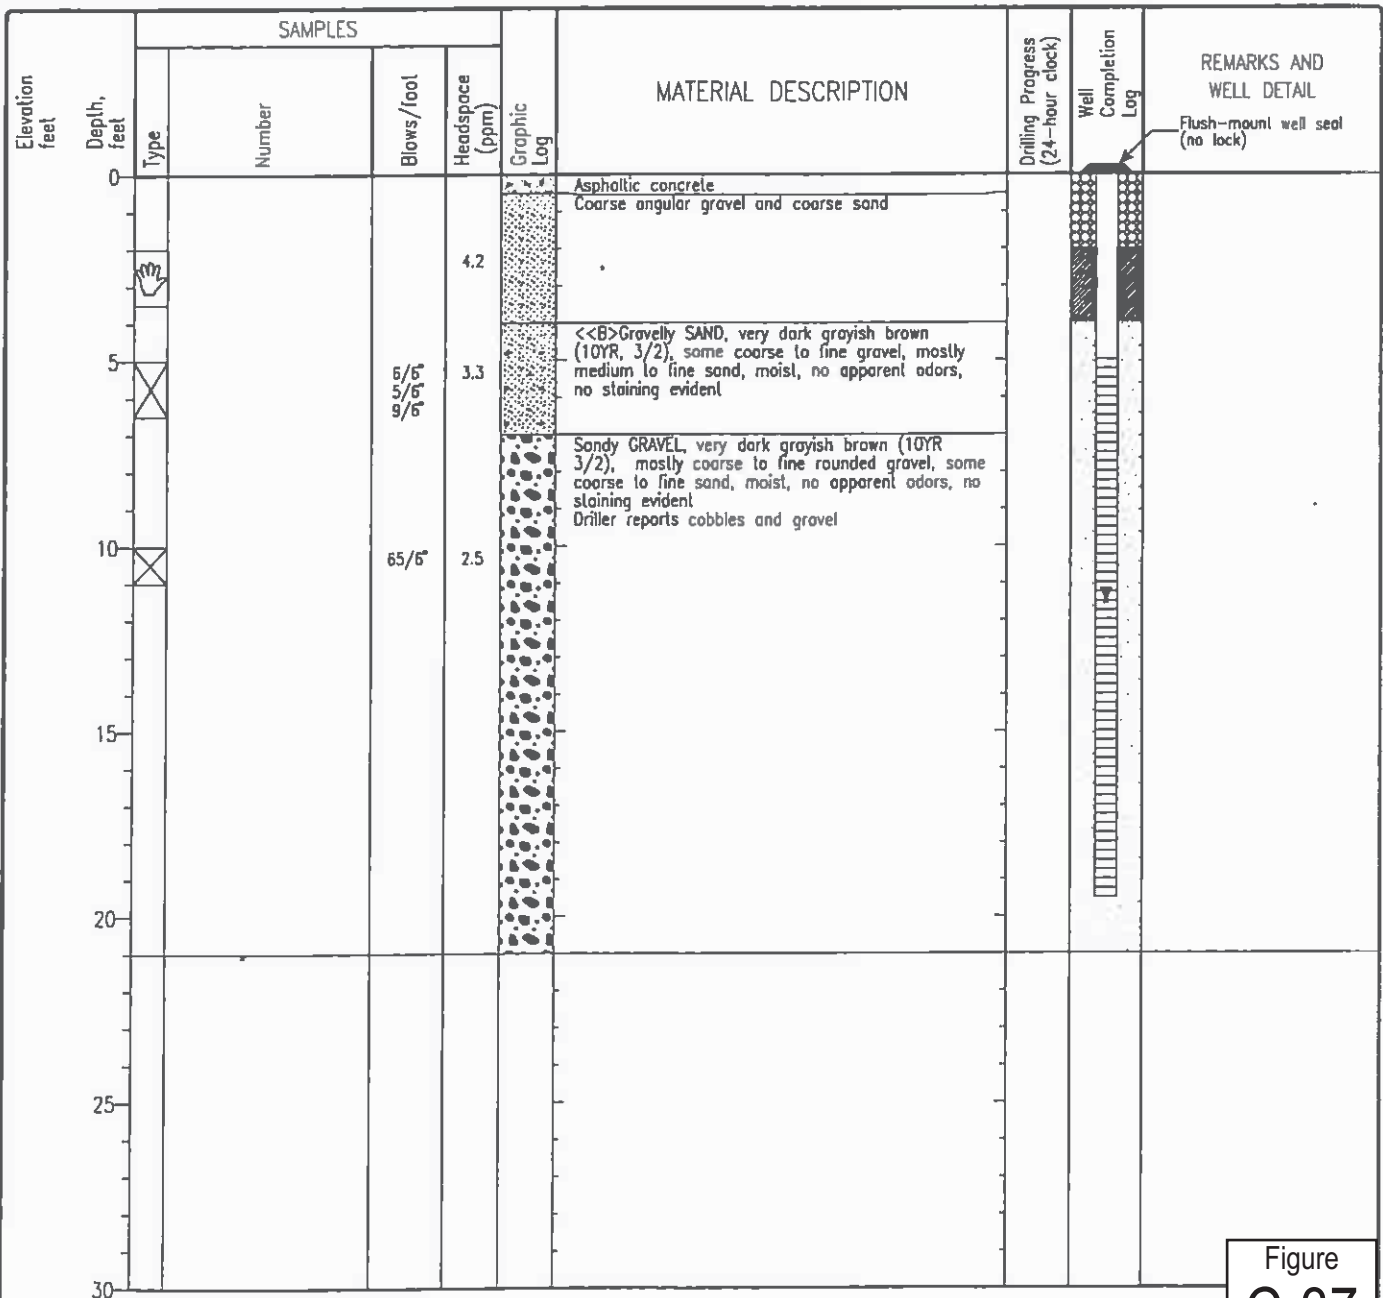 SAMPLES
Elevation
feet
Depth,
feet
Type
Number
Blows/foot
Headspace
(ppm)
Graphic
Log
MATERIAL DESCRIPTION
Drilling Progress
(24-hour clock)
Well
Completion
Log
REMARKS AND
WELL DETAIL
Flush-mount well seal
(no lock)
0
Asphaltic concrete
Coarse angular gravel and coarse sand
4.2
<<B>Gravelly SAND, very dark grayish brown
(10YR, 3/2), some coarse to fine gravel, mostly
medium to fine sand, moist, no apparent odors,
no staining evident
5
6/6"
5/6"
9/6"
3.3
Sandy GRAVEL, very dark grayish brown (10YR
3/2), mostly coarse to fine rounded gravel, some
coarse to fine sand, moist, no apparent odors, no
staining evident
Driller reports cobbles and gravel
10
65/6"
2.5
15
20
25
30
Figure